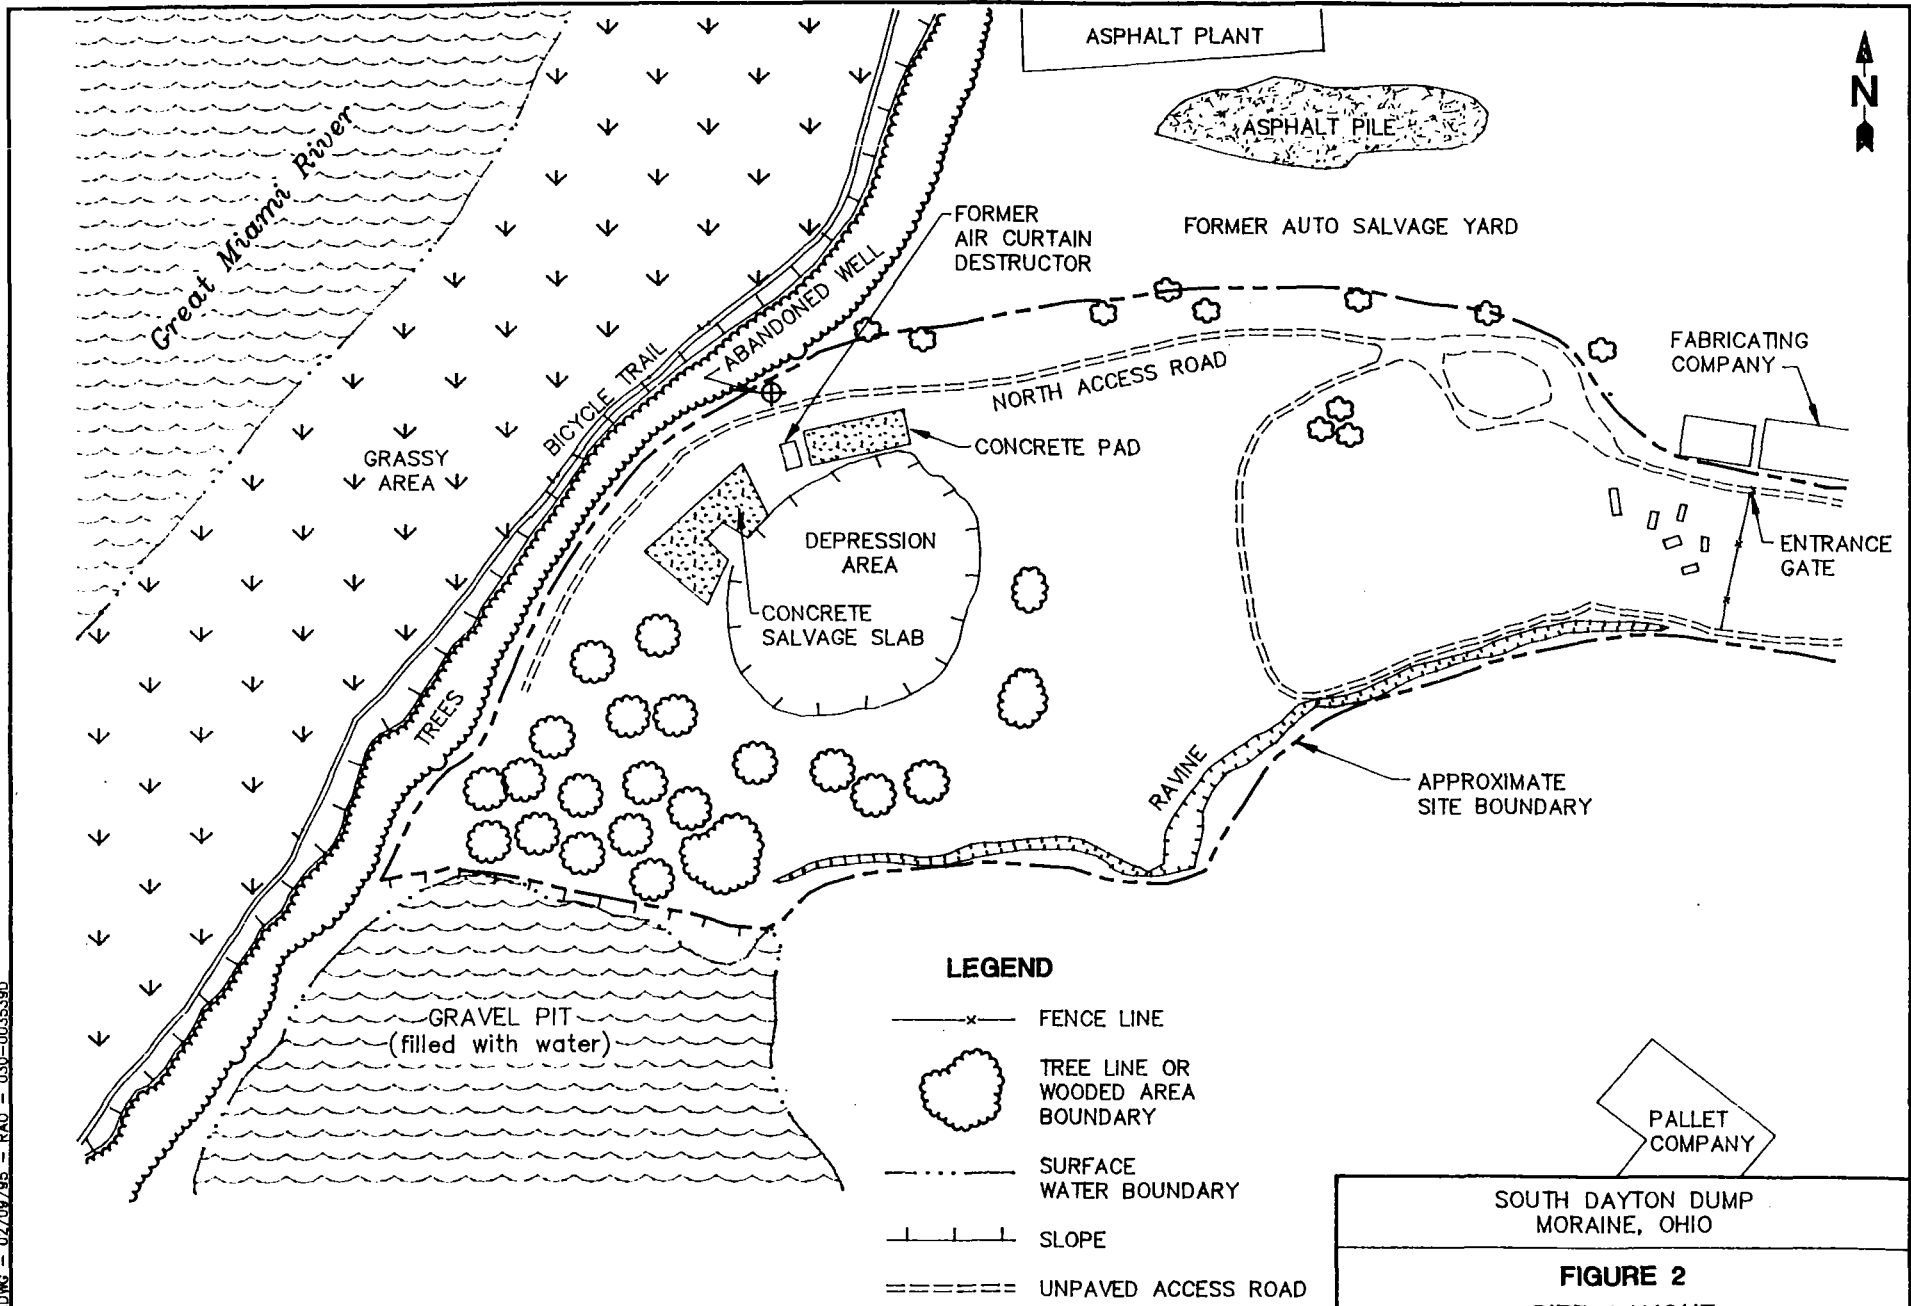 ASPHALT PLANT
N
ASPHALT PILE
Great Miami River
FORMER
AIR CURTAIN
DESTRUCTOR
FORMER AUTO SALVAGE YARD
ABANDONED WELL
BICYCLE TRAIL
FABRICATING
COMPANY
NORTH ACCESS ROAD
GRASSY
AREA
CONCRETE PAD
DEPRESSION
AREA
ENTRANCE
GATE
CONCRETE
SALVAGE SLAB
TREES
RAVINE
APPROXIMATE
SITE BOUNDARY
GRAVEL PIT
(filled with water)
LEGEND
FENCE LINE
TREE LINE OR
WOODED AREA
BOUNDARY
SURFACE
WATER BOUNDARY
SLOPE
UNPAVED ACCESS ROAD
PALLET
COMPANY
SOUTH DAYTON DUMP
MORAINE, OHIO
FIGURE 2